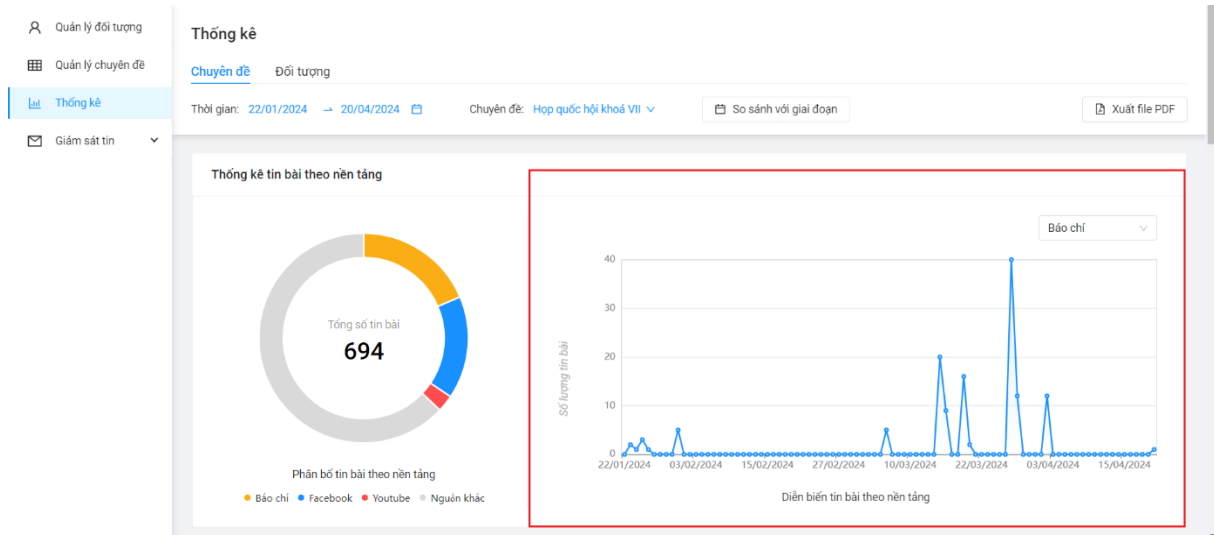 Quản lý đối tượng
Quản lý chuyên đề
Thống kê
Giám sát tin
Thống kê
Chuyên đề Đối tượng
Thời gian: 22/01/2024 → 20/04/2024 Chuyên đề: Họp quốc hội khoá VII So sánh với giai đoạn Xuất file PDF
Thống kê tin bài theo nền tảng
Tổng số tin bài
694
Phân bố tin bài theo nền tảng
Báo chí Facebook Youtube Nguồn khác
Báo chí
Số lượng tin bài
40
30
20
10
0
22/01/2024 03/02/2024 15/02/2024 27/02/2024 10/03/2024 22/03/2024 03/04/2024 15/04/2024
Diễn biến tin bài theo nền tảng